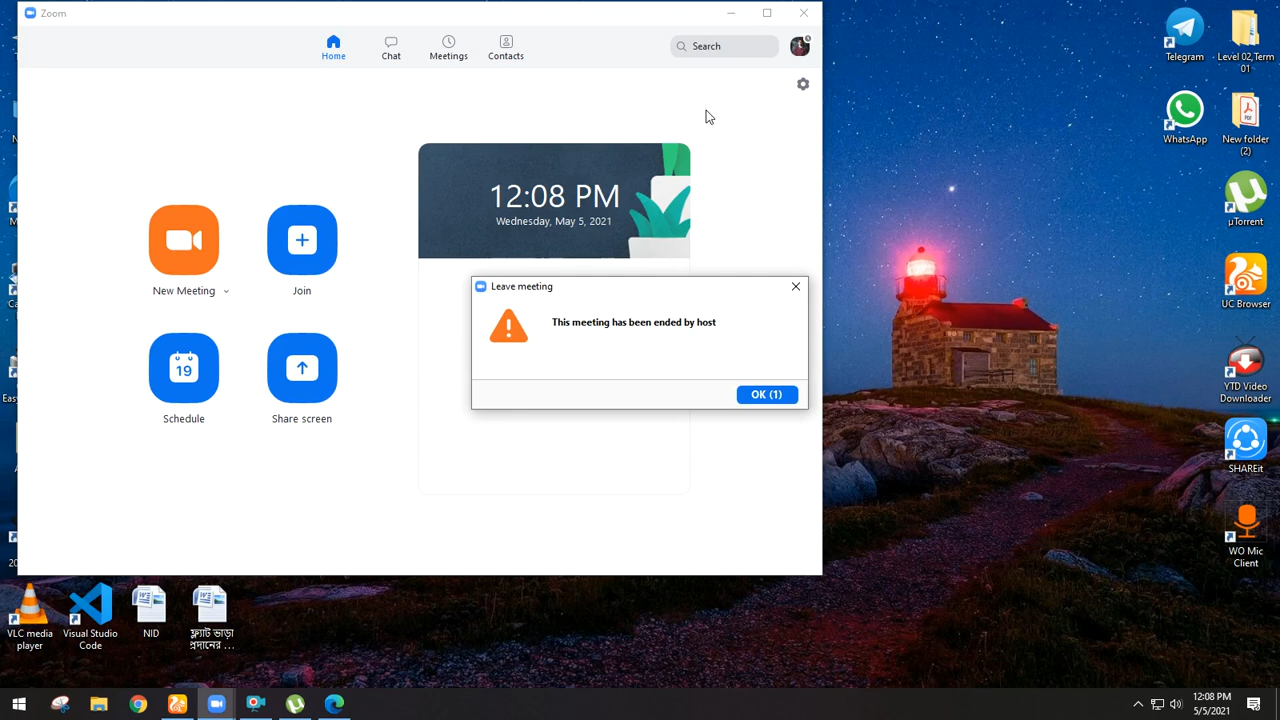 Zoom
Home
Chat
Meetings
Contacts
Search
12:08 PM
Wednesday, May 5, 2021
New Meeting
Join
19
Schedule
Share screen
Leave meeting
This meeting has been ended by host
OK (1)
Telegram
Level 02,Term
01
WhatsApp
PDF
New folder
(2)
µTorrent
UC Browser
YTD Video
Downloader
SHAREit
WO Mic
Client
VLC media
player
Visual Studio
Code
NID
ফ্ল্যাট ভাড়া
প্রদানের ...
12:08 PM
5/5/2021